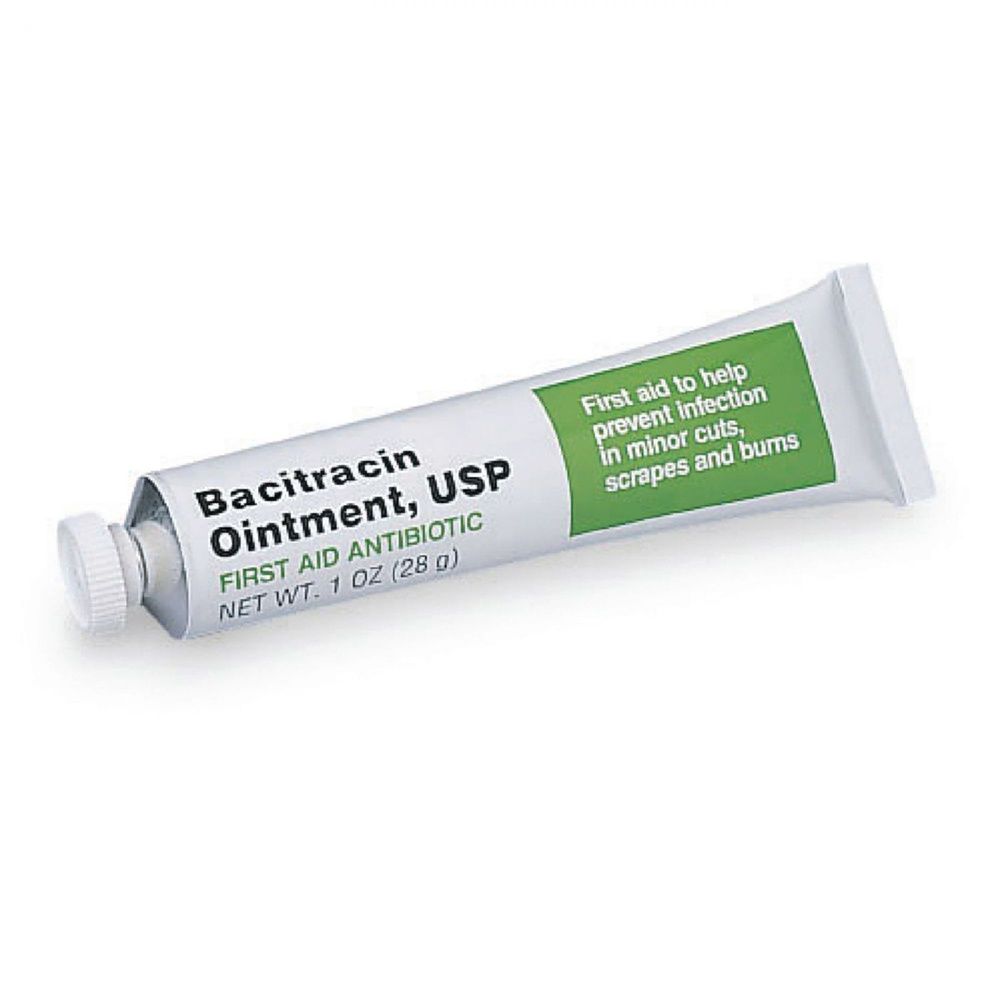 Bacitracin
Ointment, USP
FIRST AID ANTIBIOTIC
NET WT. 1 OZ (28 g)
First aid to help
prevent infection
in minor cuts,
scrapes and burns